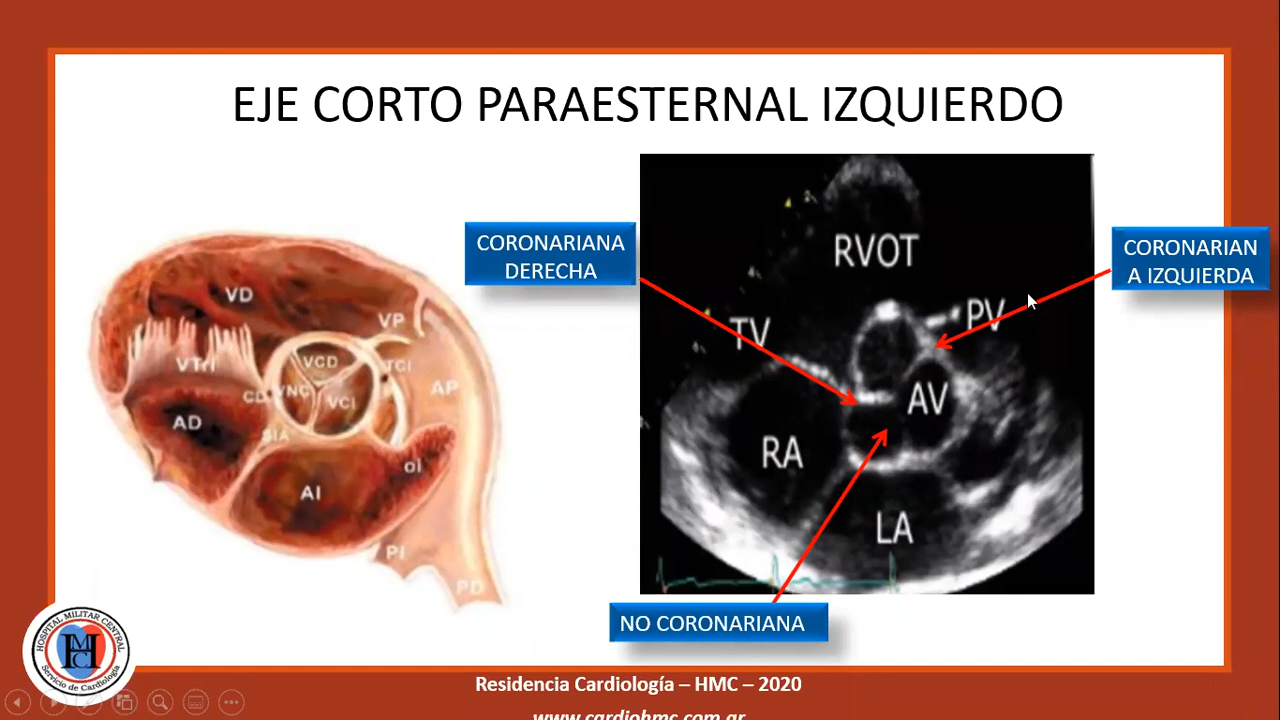 EJE CORTO PARAESTERNAL IZQUIERDO
CORONARIANA
DERECHA
RVOT
CORONARIAN
A IZQUIERDA
VD
VP
TV
PV
VTri
VCD
TCI
CD
VNC
VCI
AP
AV
AD
SIA
RA
AI
oi
LA
PI
PD
NO CORONARIANA
HOSPITAL MILITAR CENTRAL
HMC
Servicio de Cardiología
Residencia Cardiología – HMC – 2020
www.cardiohmc.com.ar